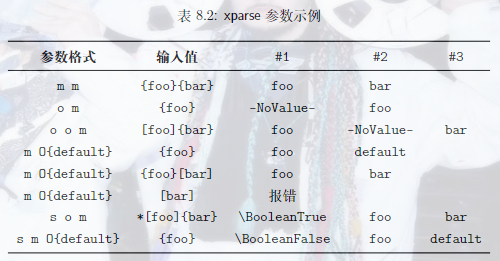 表 8.2: xparse 参数示例
参数格式 输入值 #1 #2 #3
m m {foo}{bar} foo bar
o m {foo} -NoValue- foo
o o m [foo]{bar} foo -NoValue- bar
m O{default} {foo} foo default
m O{default} {foo}[bar] foo bar
m O{default} [bar] 报错
s o m *[foo]{bar} \BooleanTrue foo bar
s m O{default} {foo} \BooleanFalse foo default